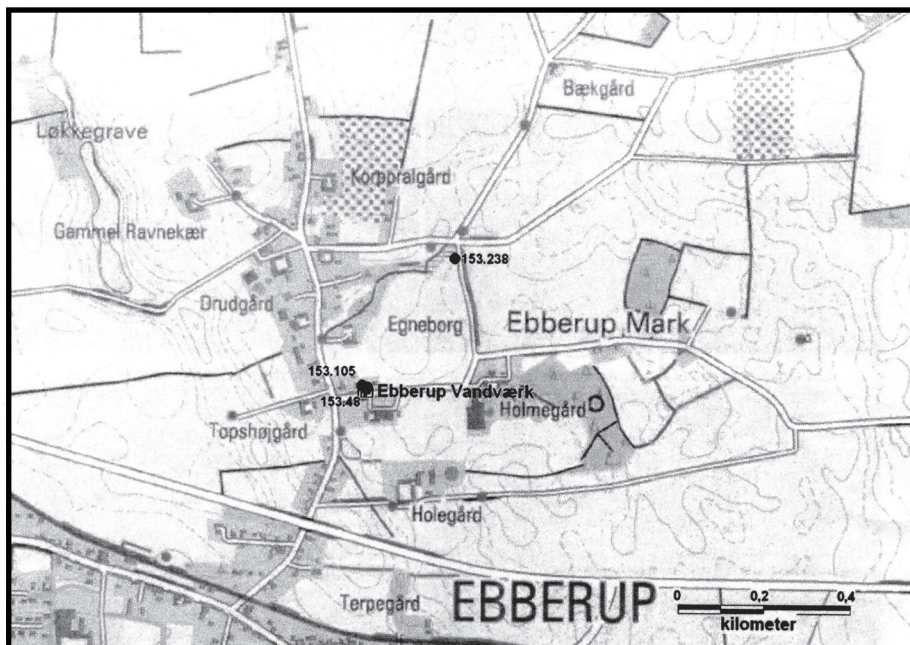 Bækgård
Løkkegrave
Korporalgård
Gammel Ravnekær
153.238
Drudgård
Egneborg
Ebberup Mark
153.105
Ebberup Vandværk
153.48
Holmegård
Topshøjgård
Holegård
Terpegård
EBBERUP
0 0,2 0,4
kilometer